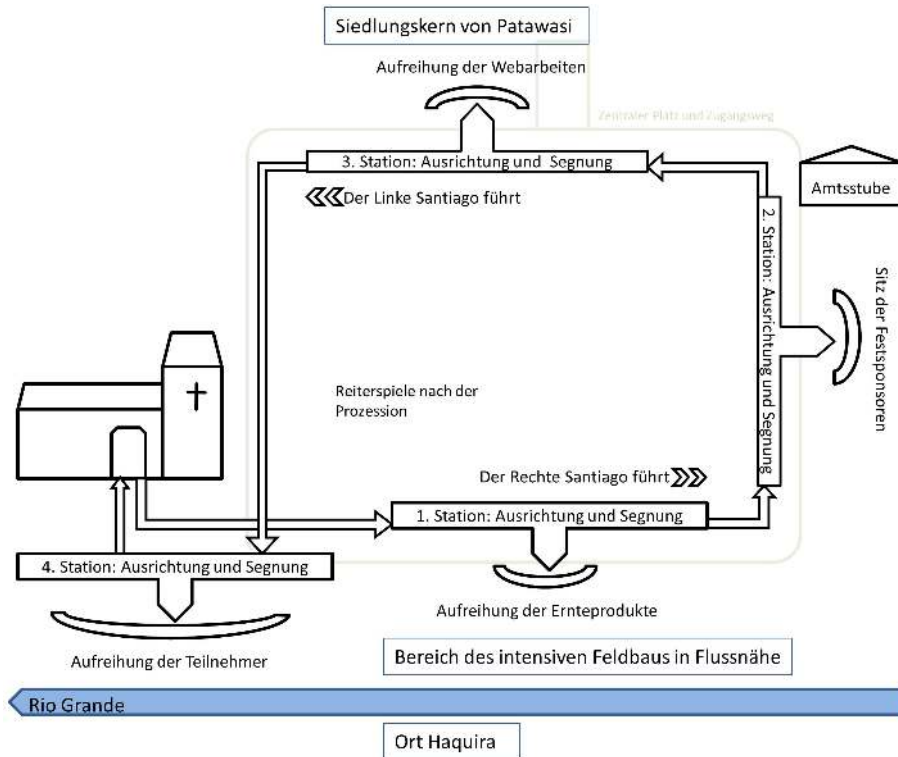 Siedlungskern von Patawasi
Aufreihung der Webarbeiten
Zentraler Platz und Zugangsweg
3. Station: Ausrichtung und Segnung
Amtsstube
Der Linke Santiago führt
2. Station: Ausrichtung und Segnung
Sitz der Festsponsoren
Reiterspiele nach der
Prozession
Der Rechte Santiago führt
1. Station: Ausrichtung und Segnung
4. Station: Ausrichtung und Segnung
Aufreihung der Ernteprodukte
Aufreihung der Teilnehmer
Bereich des intensiven Feldbaus in Flussnähe
Rio Grande
Ort Haquira